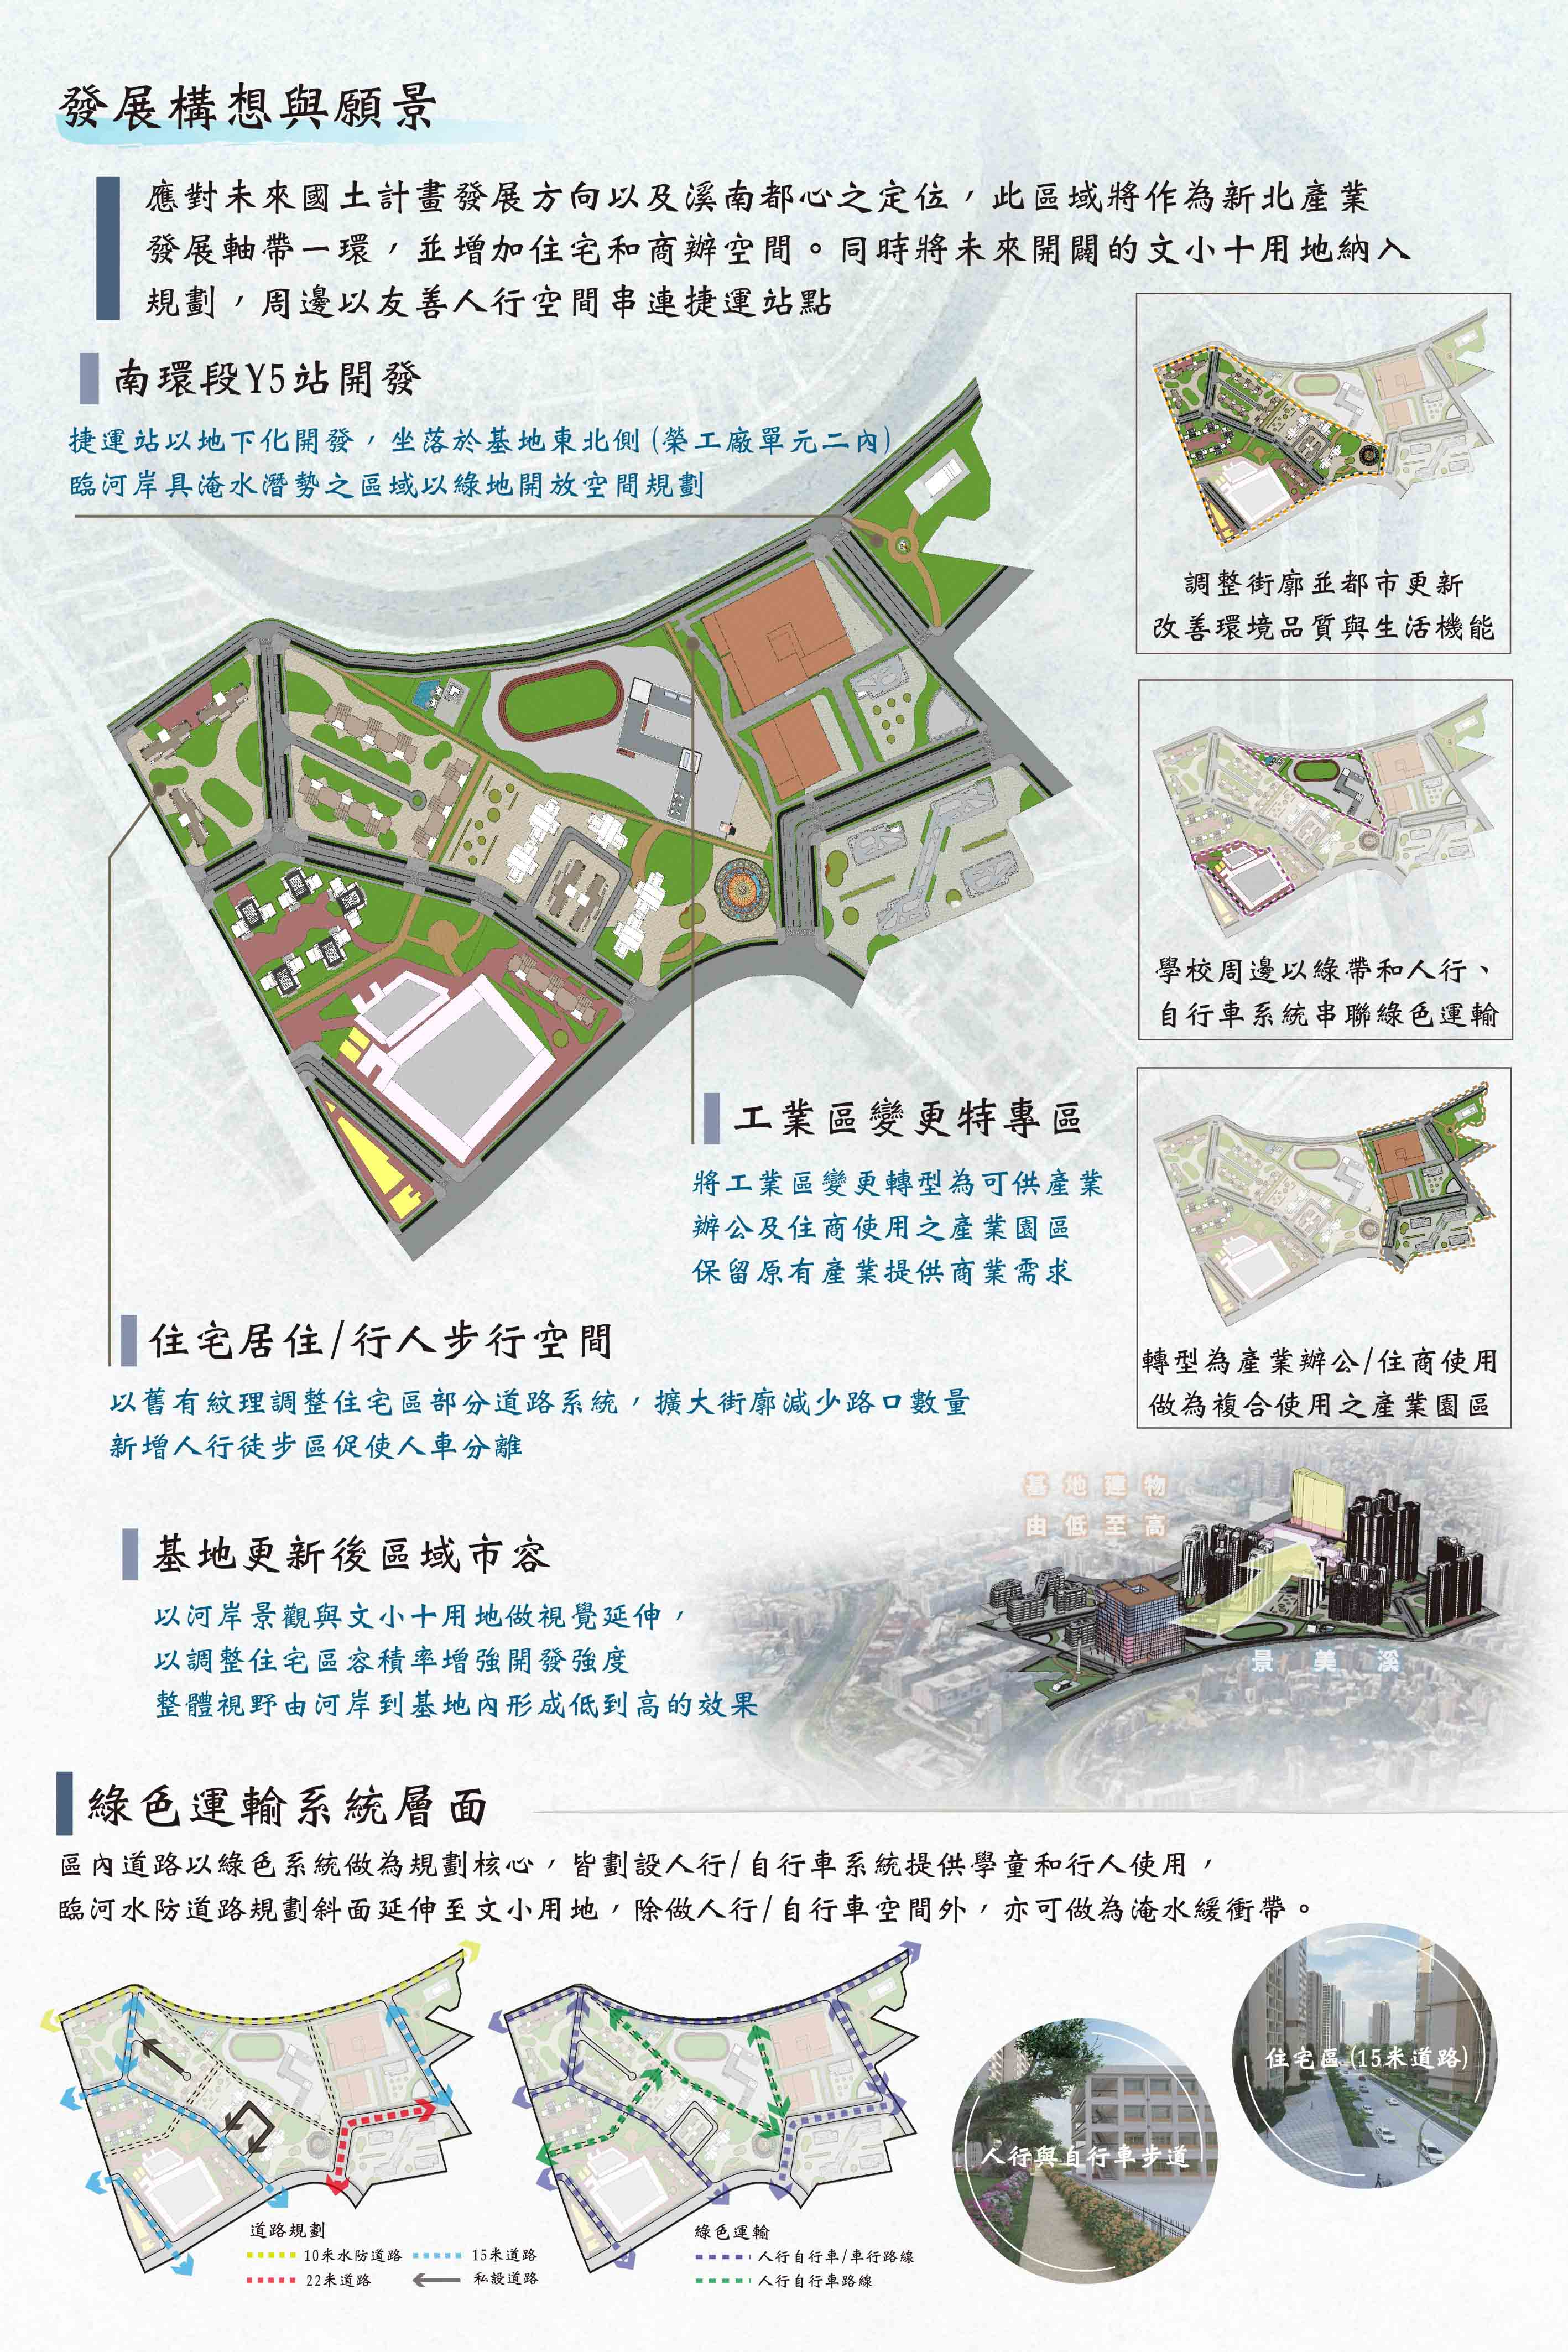 發展構想與願景
應對未來國土計畫發展方向以及溪南都心之定位，此區域將作為新北產業
發展軸帶一環，並增加住宅和商辦空間。同時將未來開闢的文小十用地納入
規劃，周邊以友善人行空間串連捷運站點
南環段Y5站開發
捷運站以地下化開發，坐落於基地東北側(榮工廠單元二內)
臨河岸具淹水潛勢之區域以綠地開放空間規劃
調整街廓並都市更新
改善環境品質與生活機能
學校周邊以綠帶和人行、
自行車系統串聯綠色運輸
工業區變更特專區
將工業區變更轉型為可供產業
辦公及住商使用之產業園區
保留原有產業提供商業需求
轉型為產業辦公/住商使用
做為複合使用之產業園區
住宅居住/行人步行空間
以舊有紋理調整住宅區部分道路系統，擴大街廓減少路口數量
新增人行徒步區促使人車分離
基地建物
由低至高
景美溪
基地更新後區域市容
以河岸景觀與文小十用地做視覺延伸，
以調整住宅區容積率增強開發強度
整體視野由河岸到基地內形成低到高的效果
綠色運輸系統層面
區內道路以綠色系統做為規劃核心，皆劃設人行/自行車系統提供學童和行人使用，
臨河水防道路規劃斜面延伸至文小用地，除做人行/自行車空間外，亦可做為淹水緩衝帶。
道路規劃
10米水防道路
15米道路
22米道路
私設道路
綠色運輸
人行自行車/車行路線
人行自行車路線
人行與自行車步道
住宅區(15米道路)